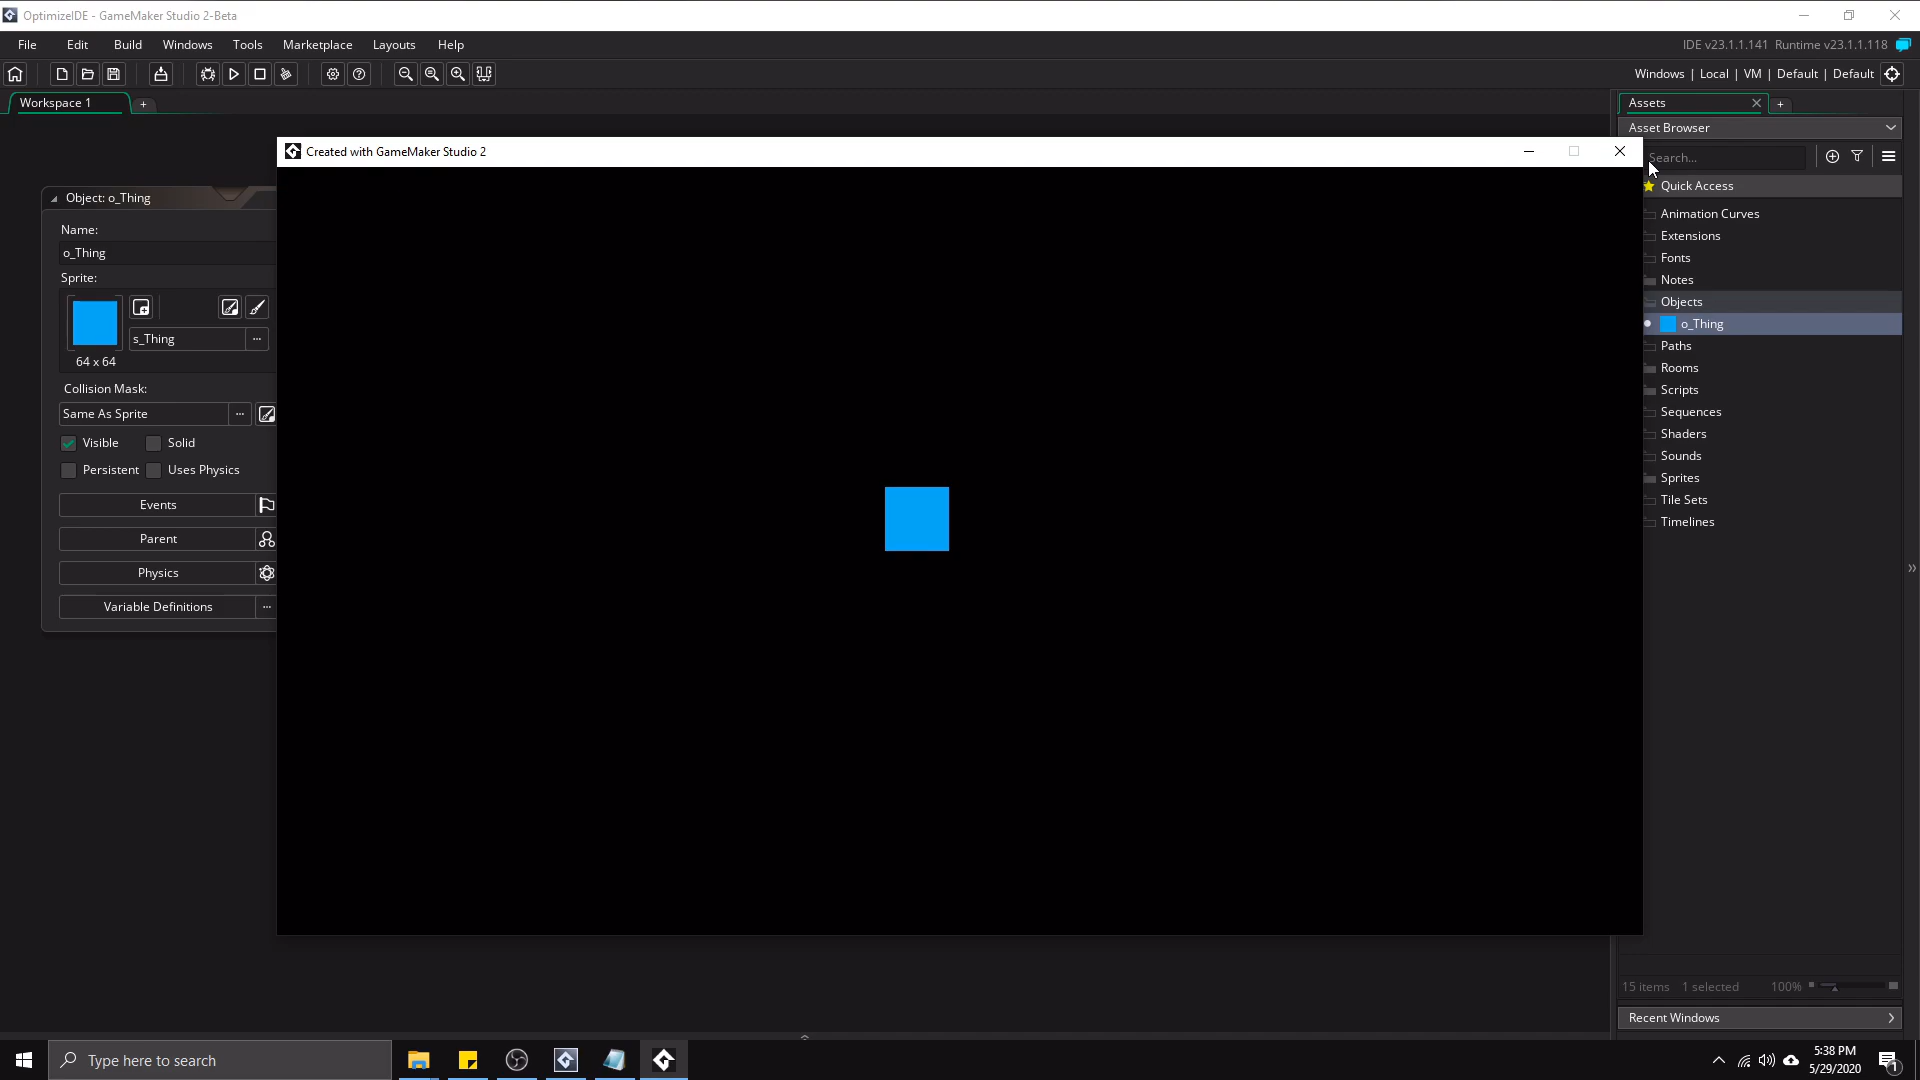 OptimizeIDE - GameMaker Studio 2-Beta
File Edit Build Windows Tools Marketplace Layouts Help
IDE v23.1.1.141 Runtime v23.1.1.118
Windows | Local | VM | Default | Default
Workspace 1
+
Assets
+
Asset Browser
Created with GameMaker Studio 2
Search...
Quick Access
Object: o_Thing
Name:
o_Thing
Sprite:
s_Thing
64 x 64
Collision Mask:
Same As Sprite
Visible Solid
Persistent Uses Physics
Events
Parent
Physics
Variable Definitions
Animation Curves
Extensions
Fonts
Notes
Objects
o_Thing
Paths
Rooms
Scripts
Sequences
Shaders
Sounds
Sprites
Tile Sets
Timelines
15 items 1 selected 100%
Recent Windows
Type here to search
5:38 PM
5/29/2020
1